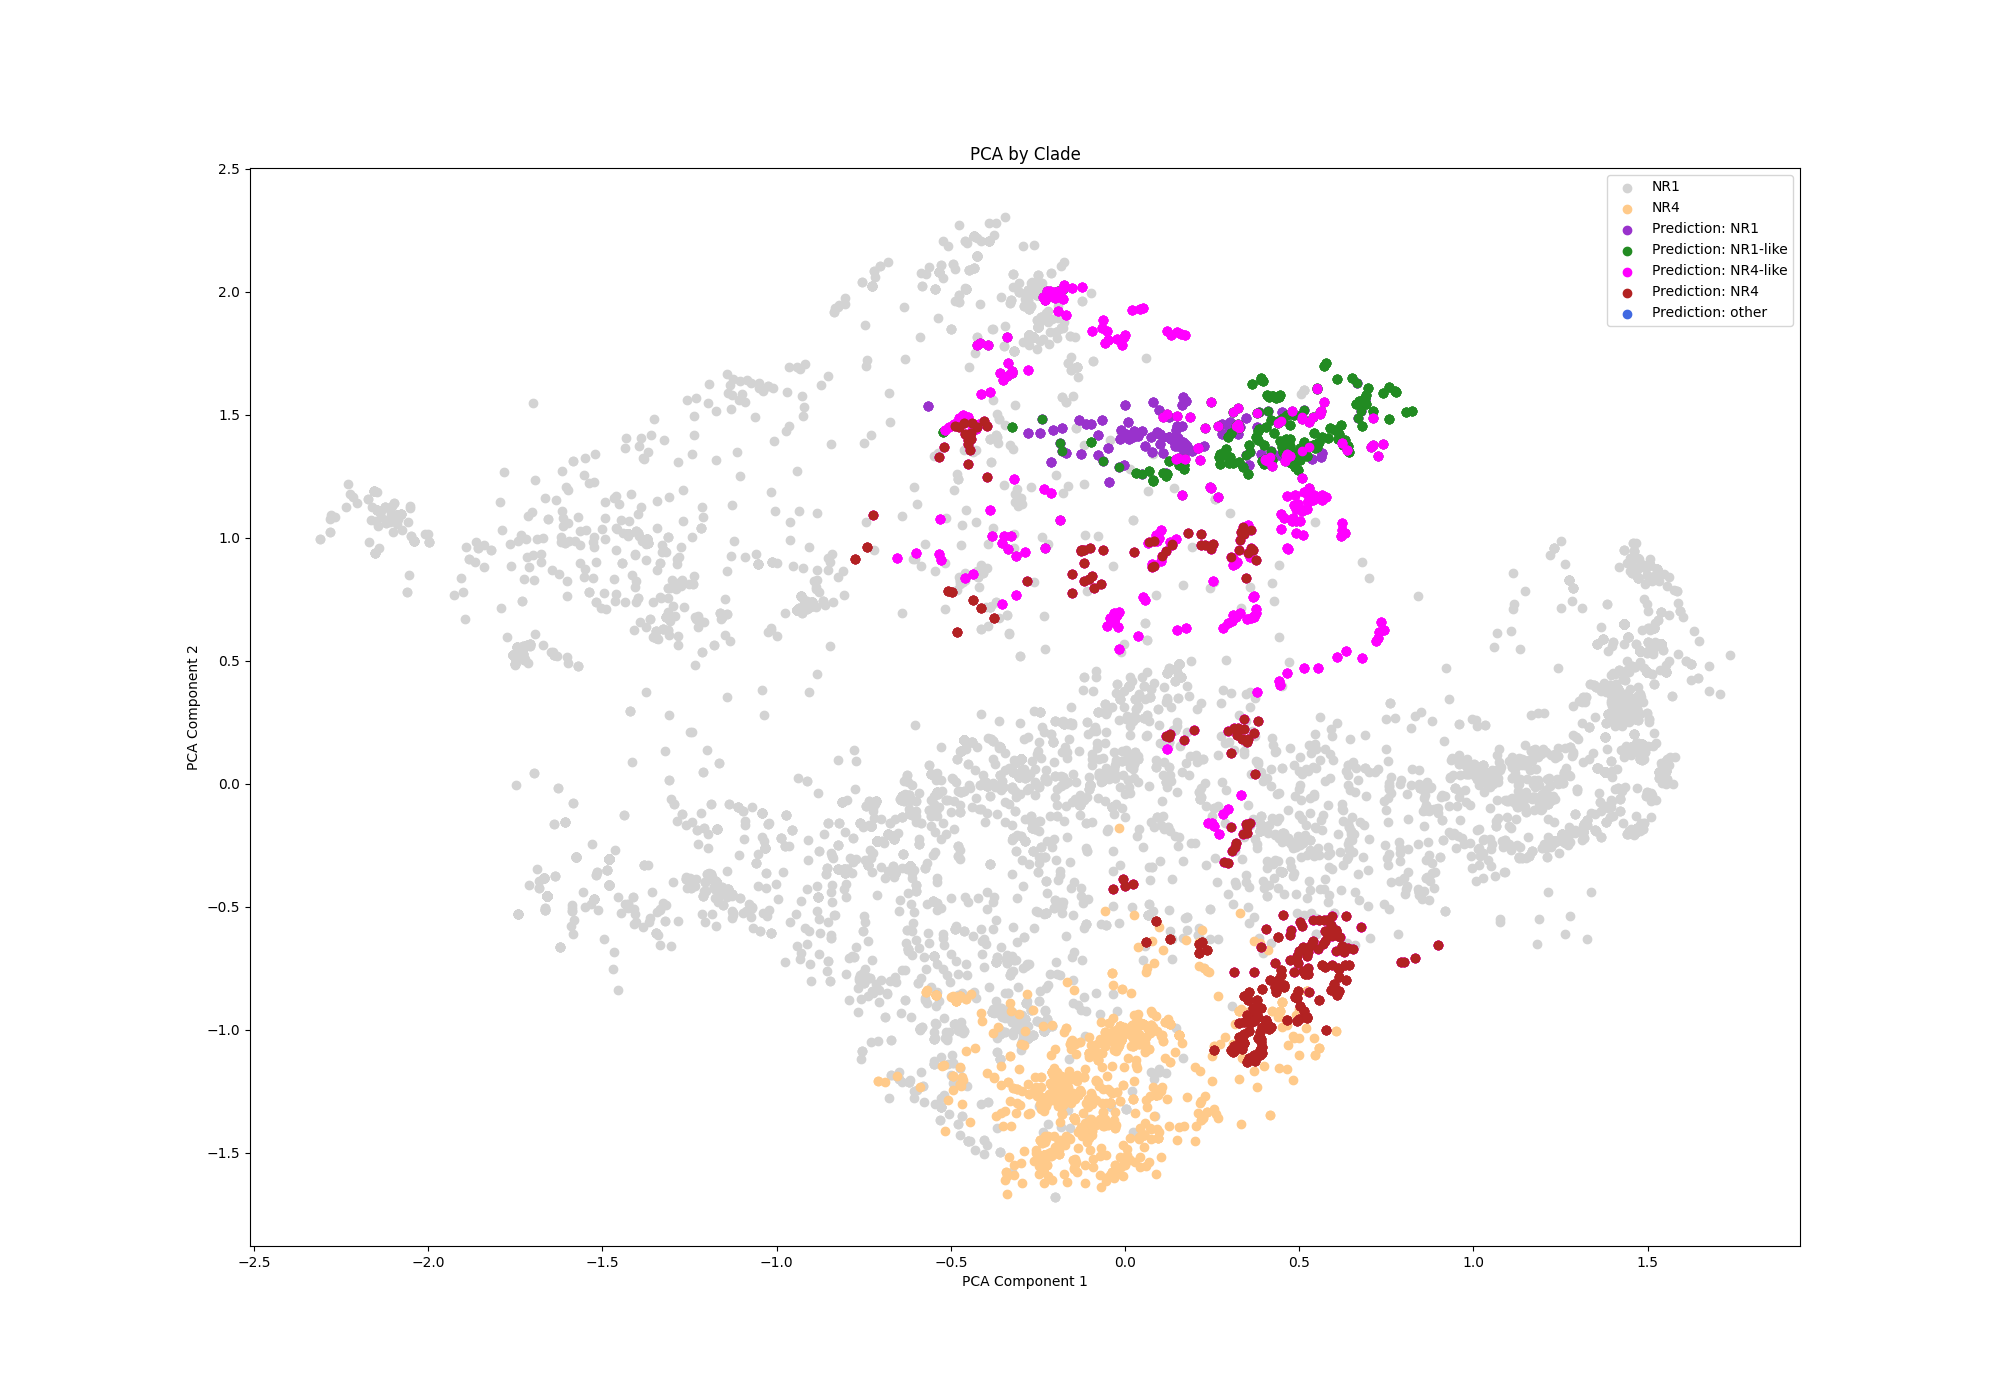 PCA by Clade
NR1
NR4
Prediction: NR1
Prediction: NR1-like
Prediction: NR4-like
Prediction: NR4
Prediction: other
PCA Component 2
2.5
2.0
1.5
1.0
0.5
0.0
−0.5
−1.0
−1.5
−2.5
−2.0
−1.5
−1.0
−0.5
0.0
0.5
1.0
1.5
PCA Component 1